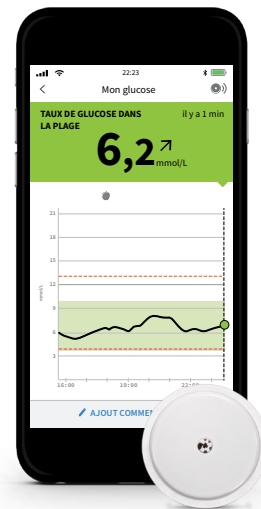 22:23
Mon glucose
TAUX DE GLUCOSE DANS
LA PLAGE
il y a 1 min
6,2 mmol/L
21
18
15
12
9
6
3
mmol/L
16:00 19:00 22:00
AJOUT COMMEN